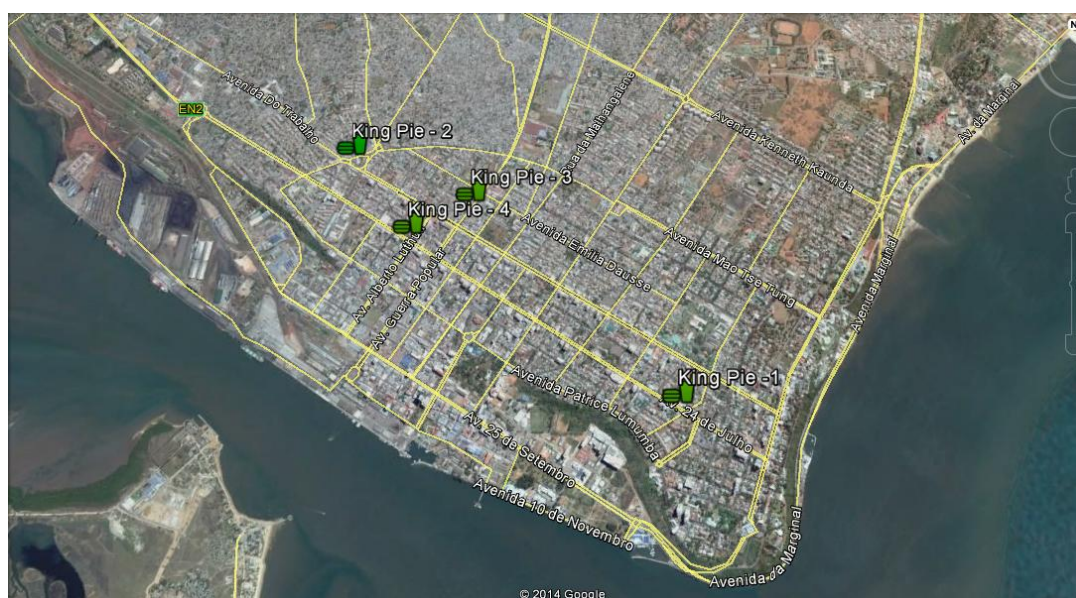 N
Avenida Do Trabalho
EN2
King Pie - 2
Rua da Malhangalene
Avenida Kenneth Kaunda
Av. da Marginal
King Pie - 3
King Pie - 4
Av. Alberto Luthuli
Av. Guerra Popular
Avenida Emilia Dausse
Avenida Mao Tse Tung
Avenida Marginal
King Pie -1
Avenida Patrice Lumumba
Av. 24 de Julho
Av. 25 de Setembro
Avenida 10 de Novembro
Avenida da Marginal
© 2014 Google